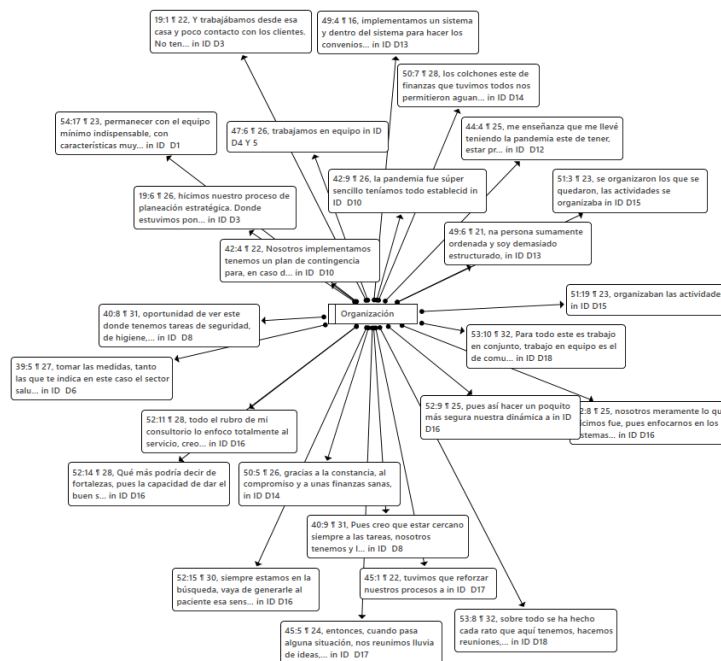 19:1 ¶ 22, Y trabajábamos desde esa
casa y poco contacto con los clientes.
No ten... in ID D3
49:4 ¶ 16, implementamos un sistema
y dentro del sistema para hacer los
convenios... in ID D13
50:7 ¶ 28, los colchones este de
finanzas que tuvimos todos nos
permitieron aguan... in ID D14
54:17 ¶ 23, permanecer con el equipo
mínimo indispensable, con
características muy... in ID D1
47:6 ¶ 26, trabajamos en equipo in ID
D4 Y 5
44:4 ¶ 25, me enseñanza que me llevé
teniendo la pandemia este de tener,
estar pr... in ID D12
42:9 ¶ 26, la pandemia fue súper
sencillo teníamos todo establecid in
ID D10
51:3 ¶ 23, se organizaron los que se
quedaron, las actividades se
organizaba in ID D15
19:6 ¶ 26, hicimos nuestro proceso de
planeación estratégica. Donde
estuvimos pon... in ID D3
49:6 ¶ 21, na persona sumamente
ordenada y soy demasiado
estructurado, in ID D13
42:4 ¶ 22, Nosotros implementamos
tenemos un plan de contingencia
para, en caso d... in ID D10
51:19 ¶ 23, organizaban las actividades
in ID D15
Organización
40:8 ¶ 31, oportunidad de ver este
donde tenemos tareas de seguridad,
de higiene,... in ID D8
53:10 ¶ 32, Para todo este es trabajo
en conjunto, trabajo en equipo es el
de comu... in ID D18
39:5 ¶ 27, tomar las medidas, tanto
las que te indica en este caso el sector
salu... in ID D6
52:9 ¶ 25, pues así hacer un poquito
más segura nuestra dinámica a in ID
D16
2:8 ¶ 25, nosotros meramente lo qu
icimos fue, pues enfocarnos en los
istemas... in ID D16
52:11 ¶ 28, todo el rubro de mi
consultorio lo enfoco totalmente al
servicio, creo... in ID D16
52:14 ¶ 28, Qué más podría decir de
fortalezas, pues la capacidad de dar el
buen s... in ID D16
50:5 ¶ 26, gracias a la constancia, al
compromiso y a unas finanzas sanas,
in ID D14
40:9 ¶ 31, Pues creo que estar cercano
siempre a las tareas, nosotros
tenemos y l... in ID D8
52:15 ¶ 30, siempre estamos en la
búsqueda, vaya de generarle al
paciente esa sens... in ID D16
45:1 ¶ 22, tuvimos que reforzar
nuestros procesos a in ID D17
45:5 ¶ 24, entonces, cuando pasa
alguna situación, nos reunimos lluvia
de ideas,... in ID D17
53:8 ¶ 32, sobre todo se ha hecho
cada rato que aquí tenemos, hacemos
reuniones,... in ID D18